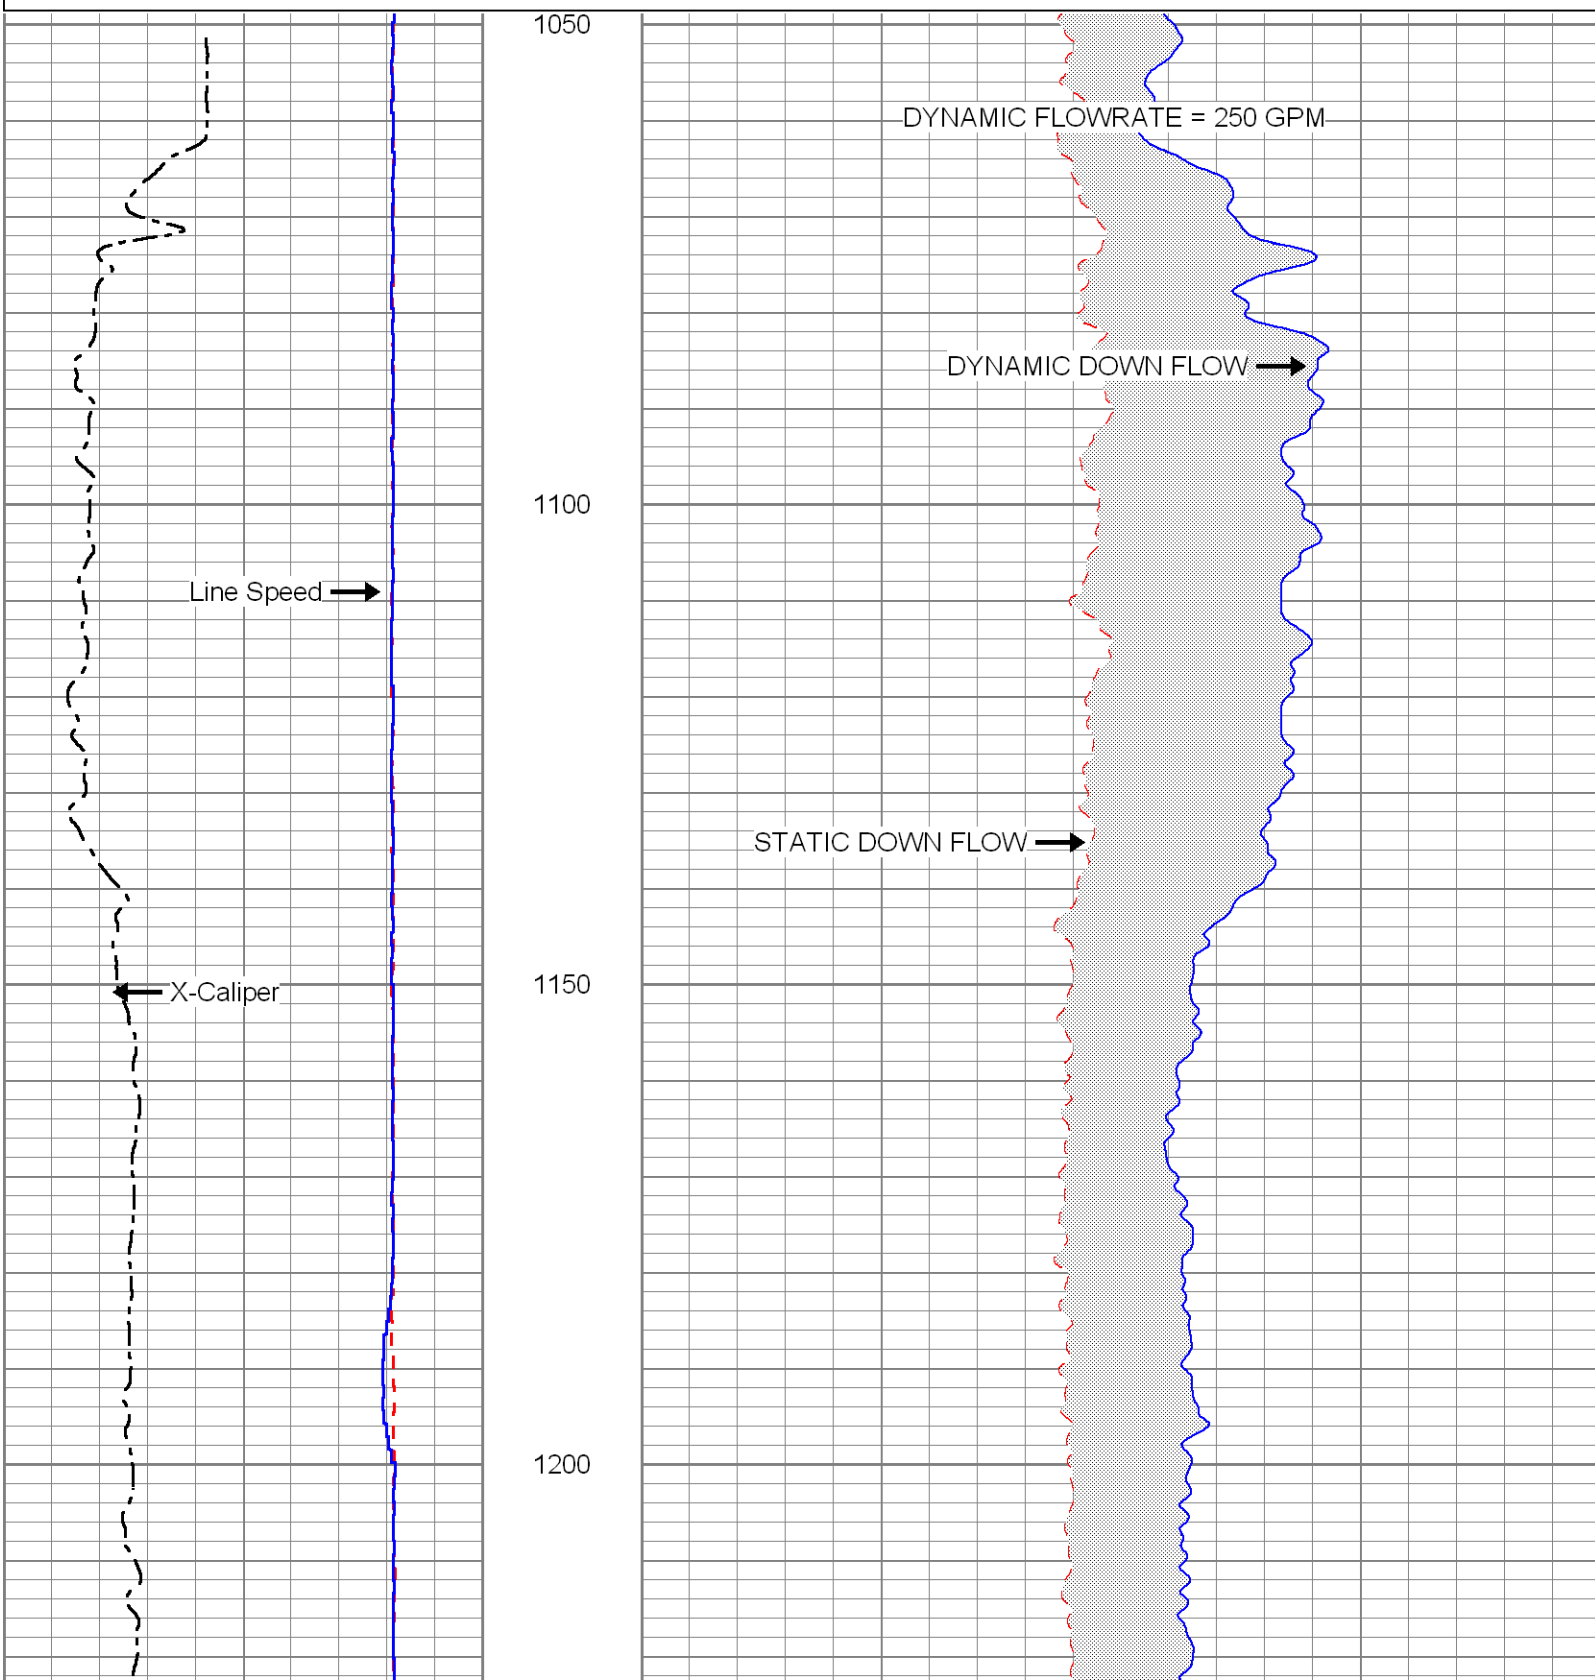 1050
DYNAMIC FLOWRATE = 250 GPM
DYNAMIC DOWN FLOW
1100
Line Speed
STATIC DOWN FLOW
1150
X-Caliper
1200